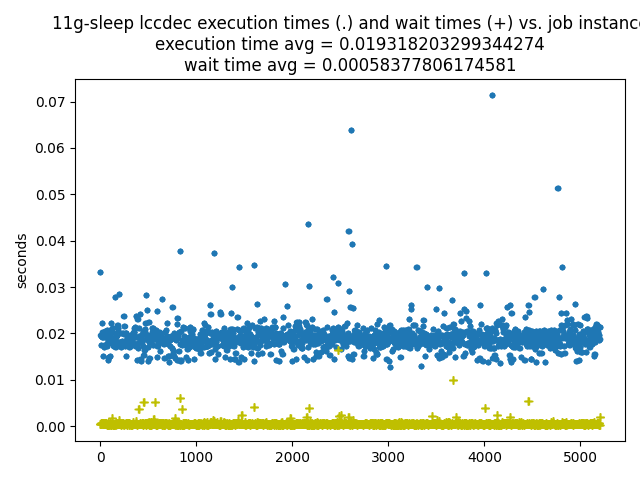 11g-sleep lccdec execution times (.) and wait times (+) vs. job instance
execution time avg = 0.019318203299344274
wait time avg = 0.00058377806174581
0.07
0.06
0.05
0.04
0.03
0.02
0.01
0.00
seconds
0 1000 2000 3000 4000 5000